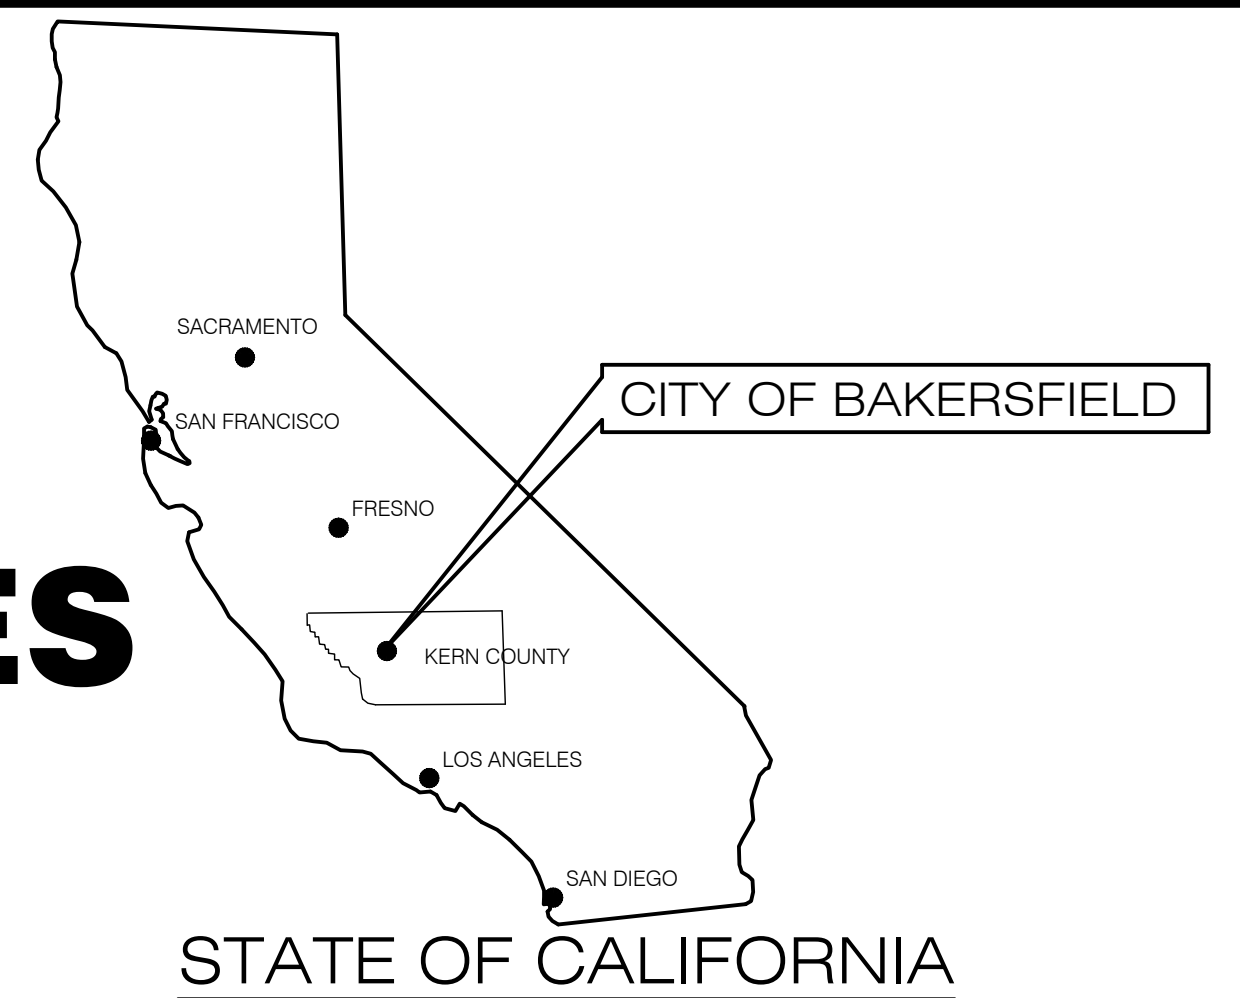 SACRAMENTO
CITY OF BAKERSFIELD
SAN FRANCISCO
FRESNO
ES
KERN COUNTY
LOS ANGELES
SAN DIEGO
STATE OF CALIFORNIA